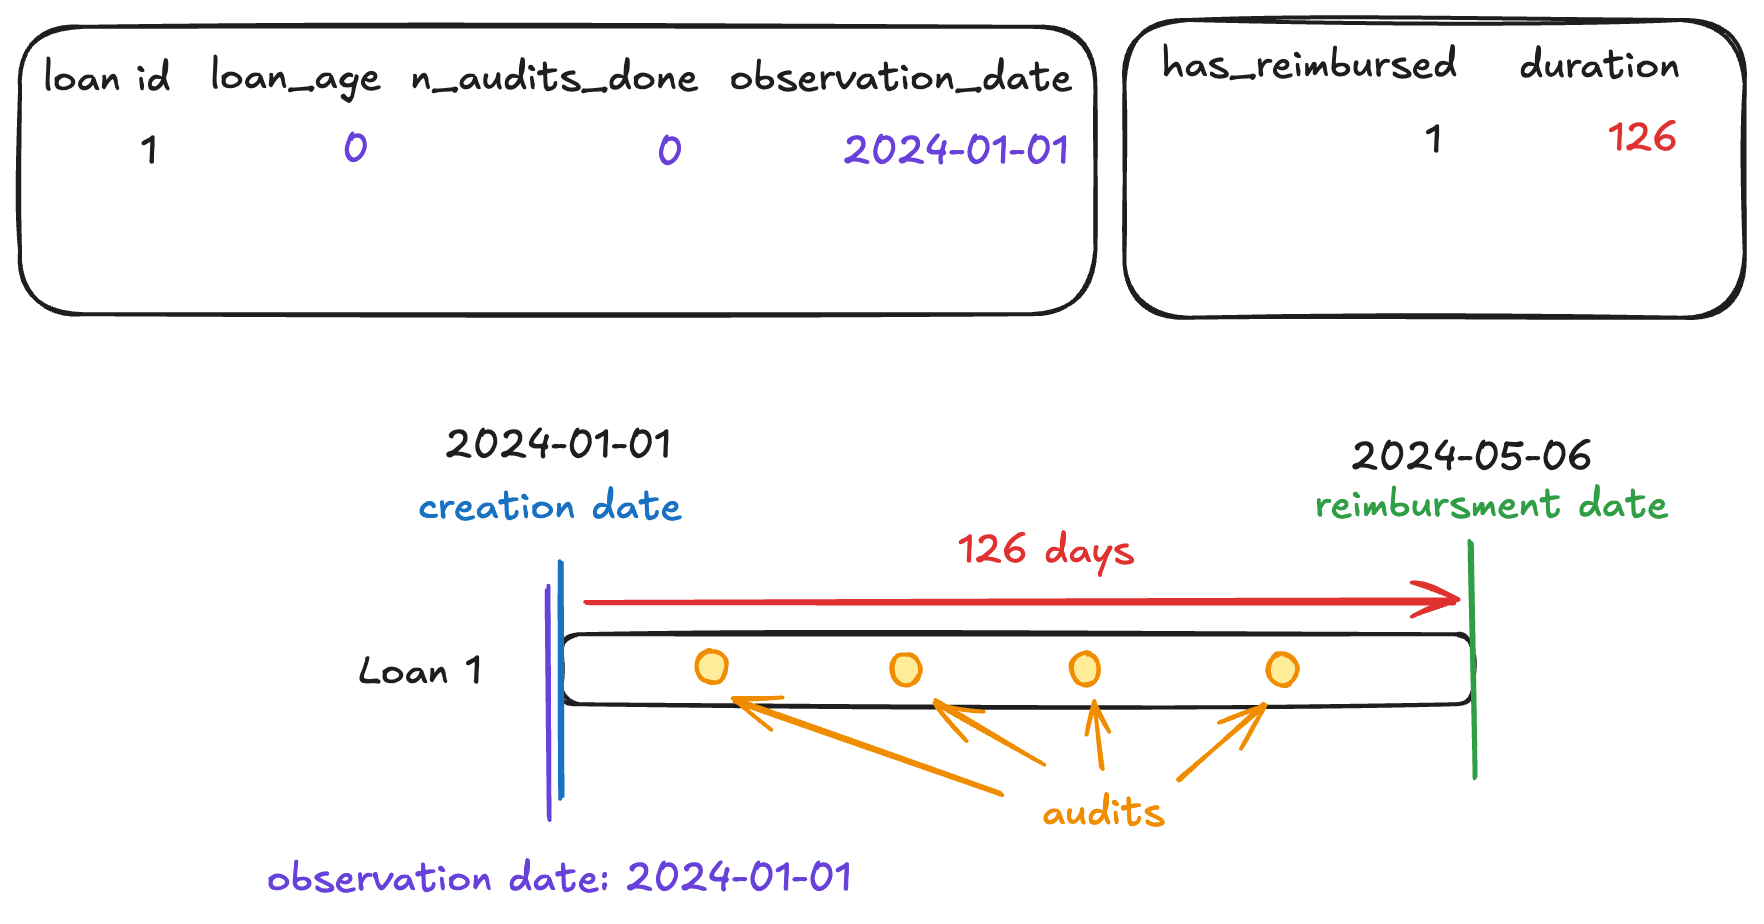 loan id loan_age n_audits_done observation_date
1 0 0 2024-01-01
has_reimbursed duration
1 126
2024-01-01
creation date
2024-05-06
reimbursment date
126 days
Loan 1
audits
observation date: 2024-01-01